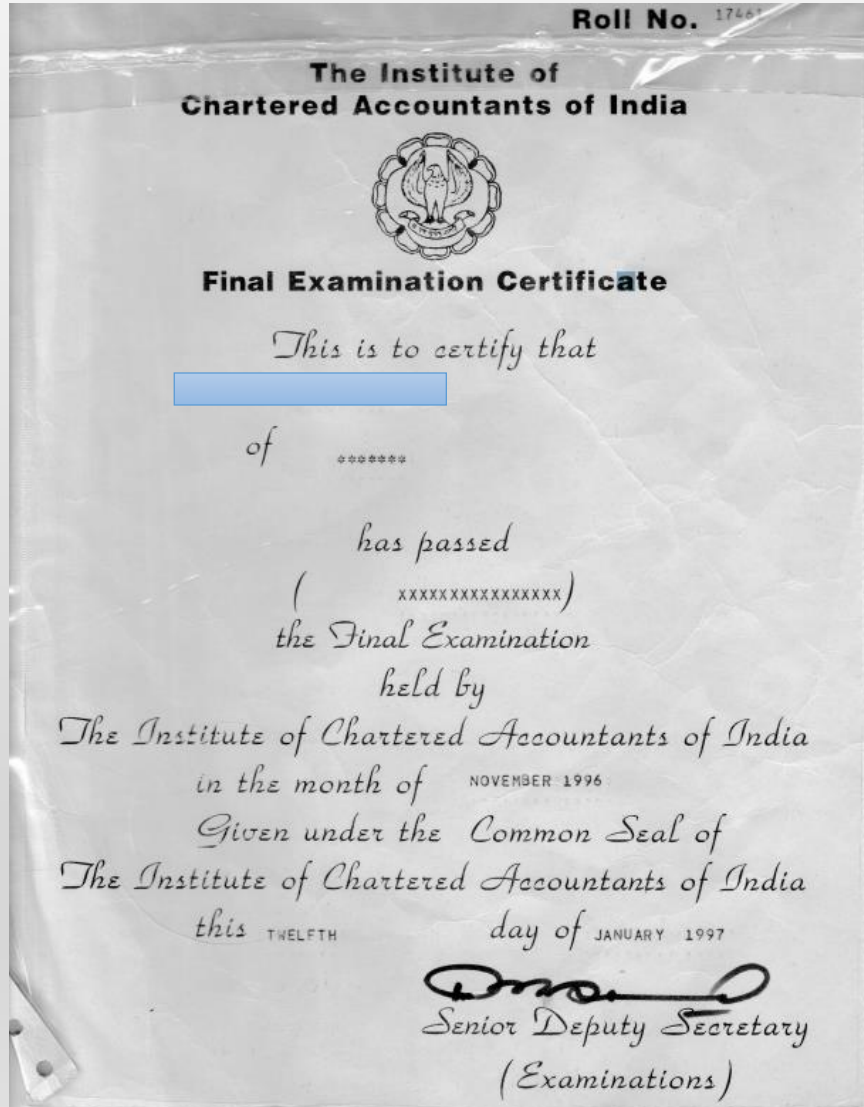 Roll No.
The Institute of
Chartered Accountants of India
Final Examination Certificate
This is to certify that
of *******
has passed
( XXXXXXXXXXXXXXXX)
the Final Examination
held by
The Institute of Chartered Accountants of India
in the month of NOVEMBER 1996
Given under the Common Seal of
The Institute of Chartered Accountants of India
this TWELFTH day of JANUARY 1997
Senior Deputy Secretary
(Examinations)